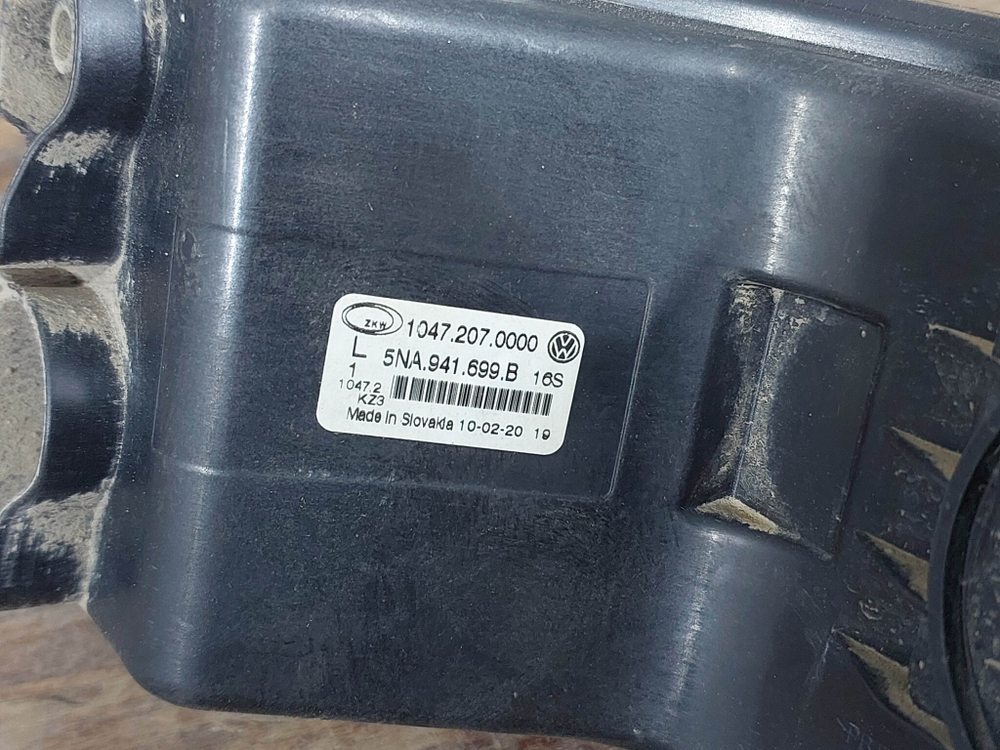 ZKW 1047.207.0000 VW
L 5NA.941.699.B 16S
1
1047.2
KZ3
Made in Slovakia 10-02-20 19